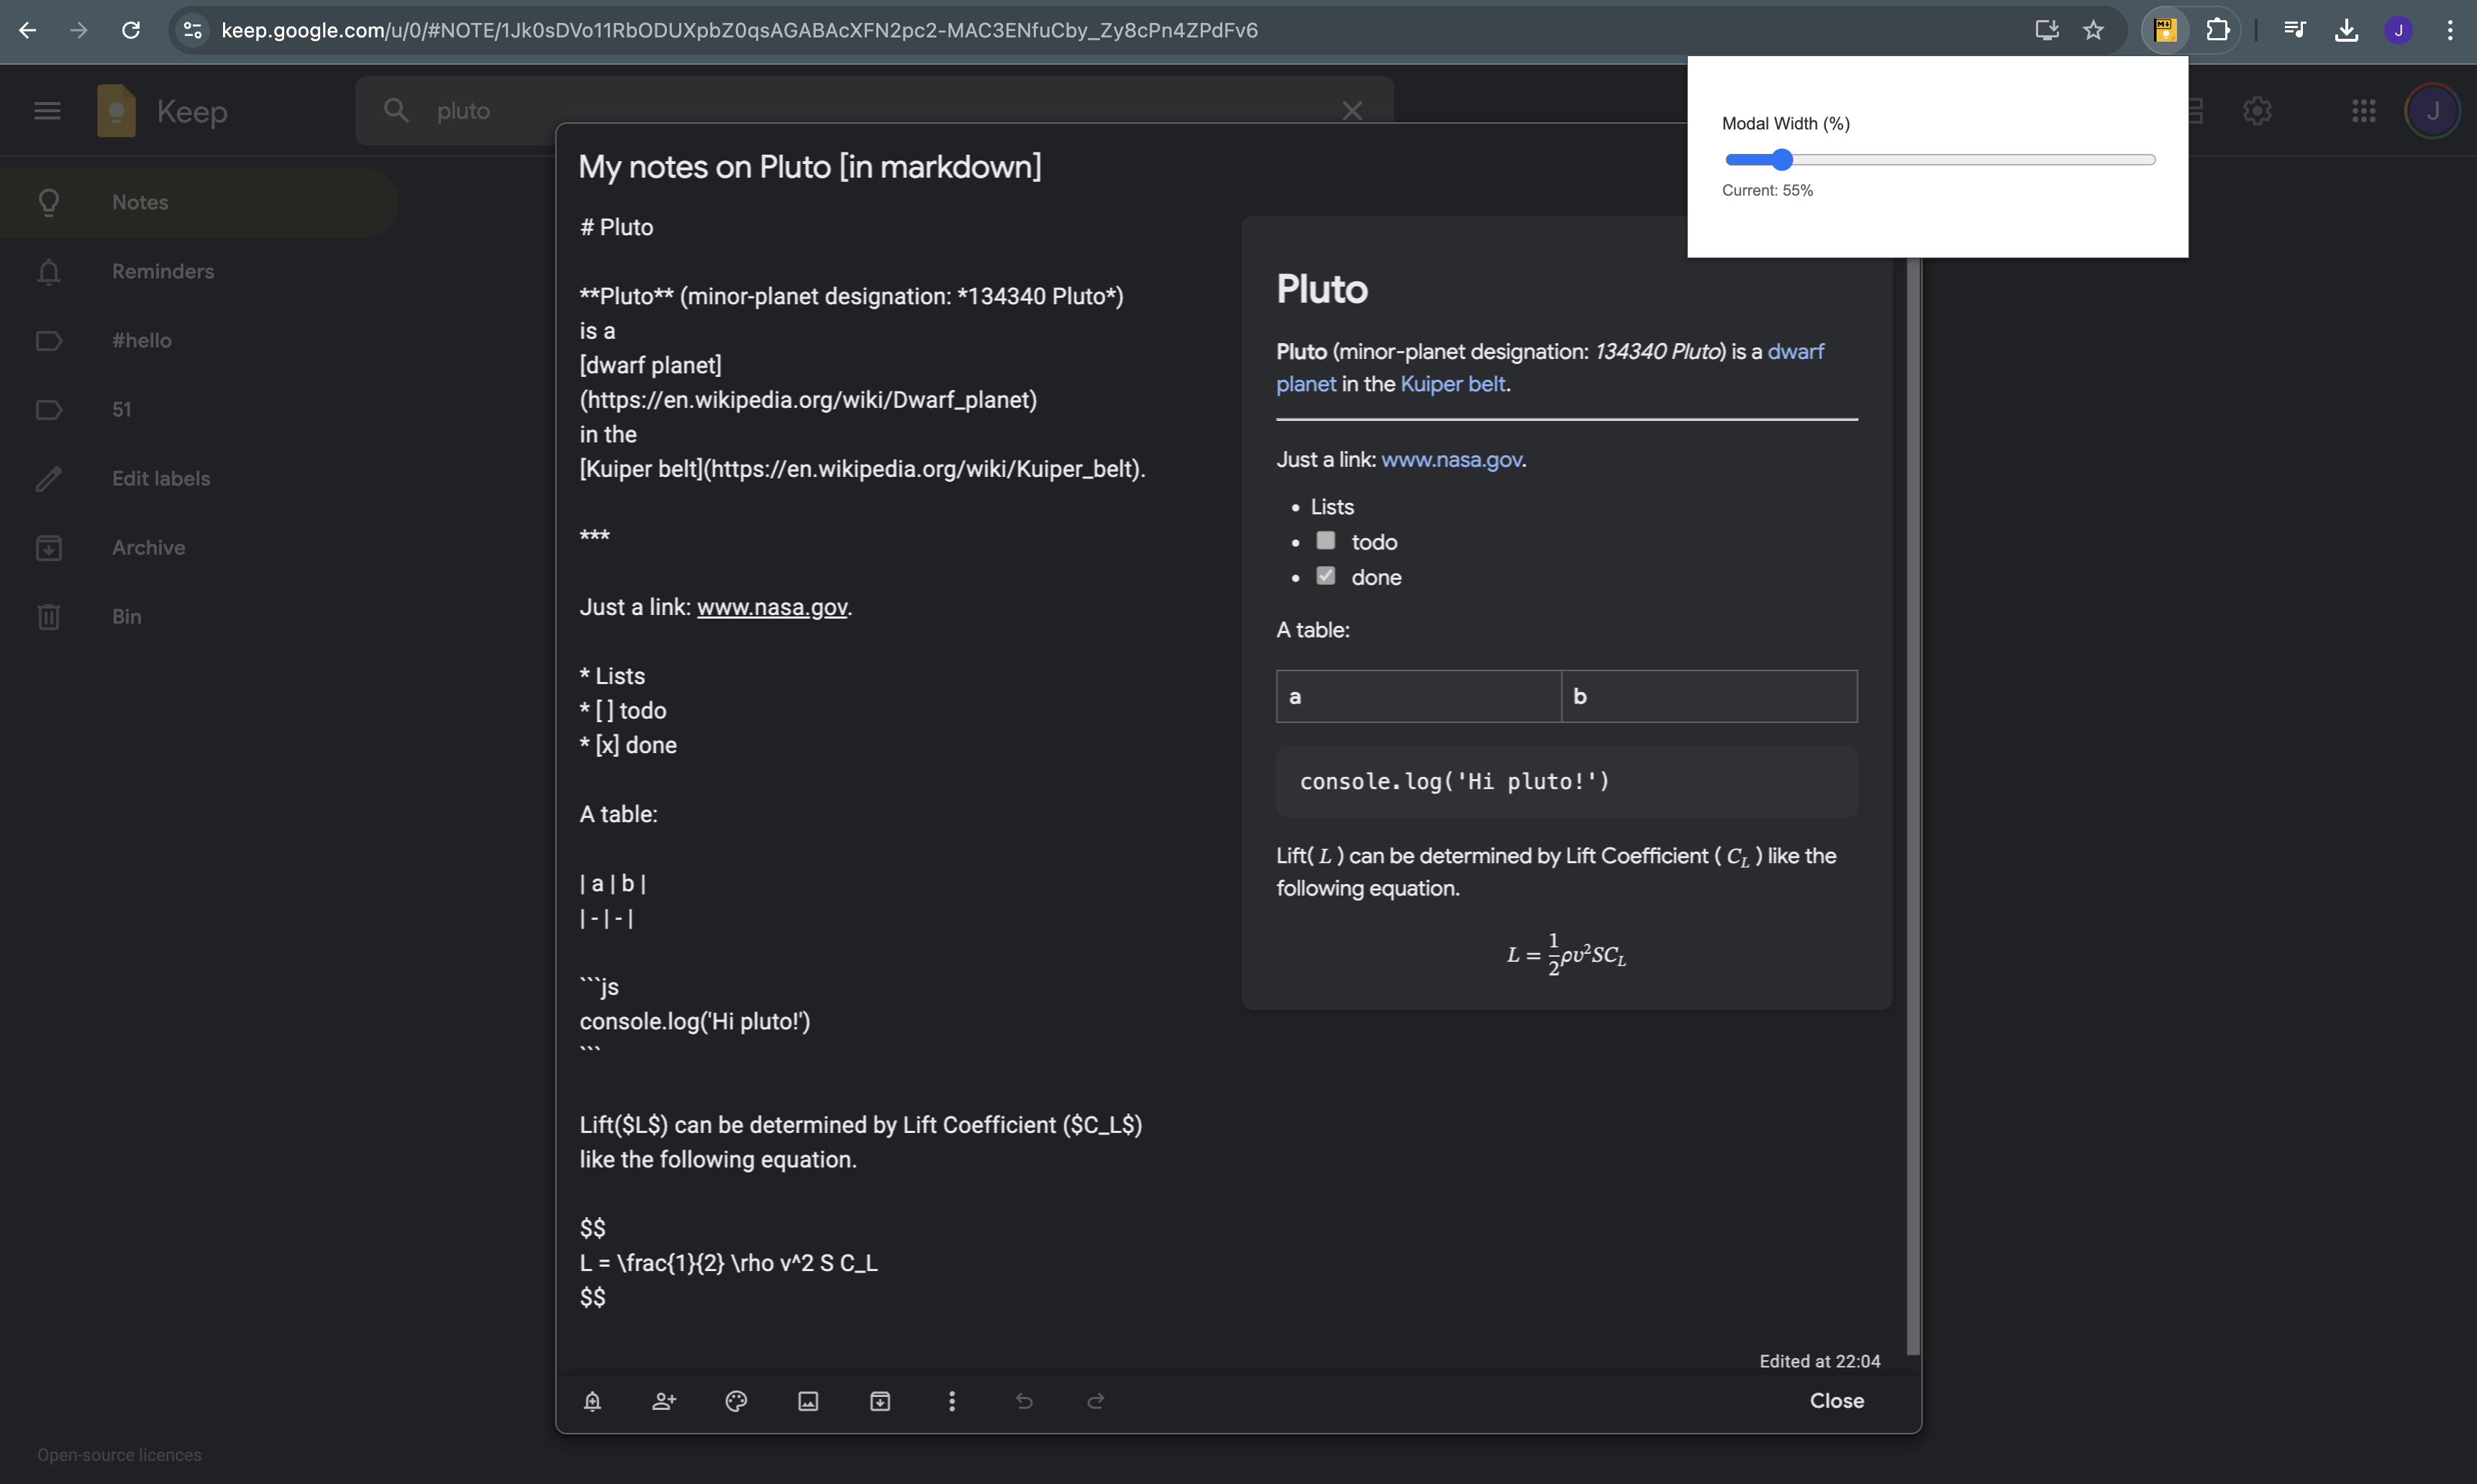 keep.google.com/u/0/#NOTE/1Jk0sDVo11RbODUXpbZ0qsAGABAcXFN2pc2-MAC3ENfuCby_Zy8cPn4ZPdFv6
J
Keep
pluto
J
Modal Width (%)
Current: 55%
Notes
Reminders
#hello
51
Edit labels
Archive
Bin
Open-source licences
My notes on Pluto [in markdown]
# Pluto
**Pluto** (minor-planet designation: *134340 Pluto*)
is a
[dwarf planet]
(https://en.wikipedia.org/wiki/Dwarf_planet)
in the
[Kuiper belt](https://en.wikipedia.org/wiki/Kuiper_belt).
***
Just a link: www.nasa.gov.
* Lists
* [ ] todo
* [x] done
A table:
| a | b |
| - | - |
```js
console.log('Hi pluto!')
```
Lift($L$) can be determined by Lift Coefficient ($C_L$)
like the following equation.
$$
L = \frac{1}{2} \rho v^2 S C_L
$$
Pluto
Pluto (minor-planet designation: 134340 Pluto) is a dwarf
planet in the Kuiper belt.
Just a link: www.nasa.gov.
• Lists
• todo
• done
A table:
a b
console.log('Hi pluto!')
Lift( L ) can be determined by Lift Coefficient ( C_L ) like the
following equation.
L = 1/2 ρv²SC_L
Edited at 22:04
Close